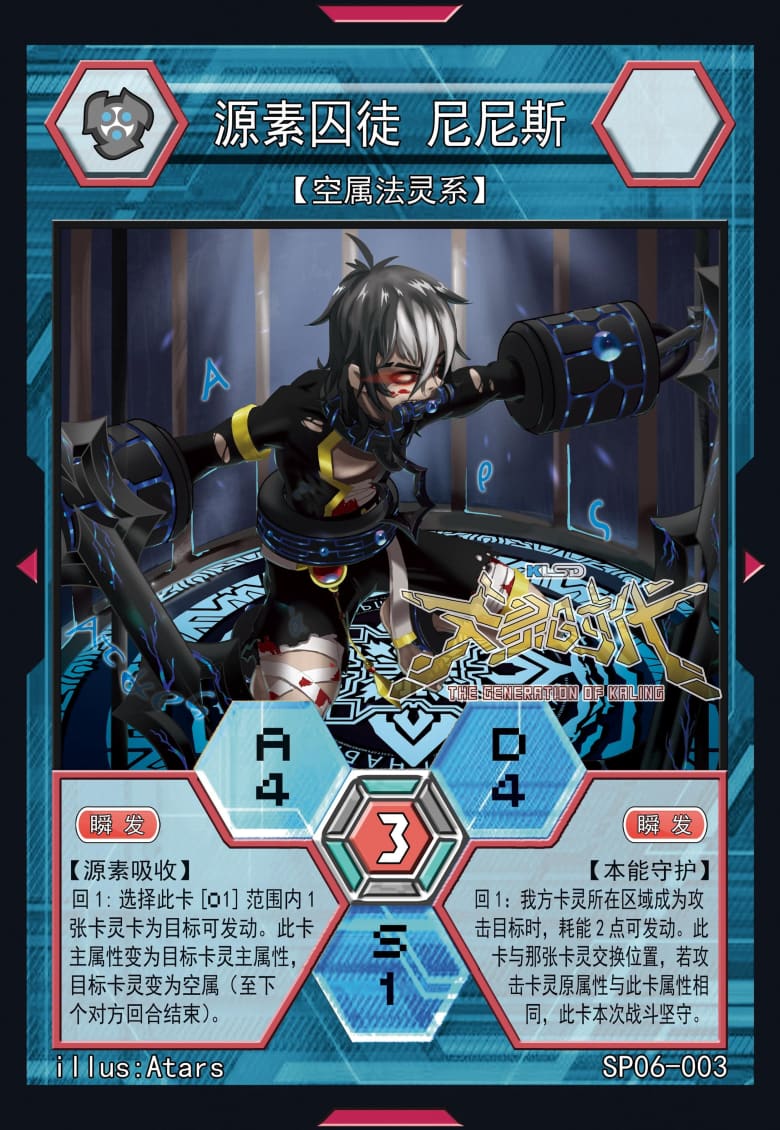 源素囚徒 尼尼斯
【空属法灵系】
A
P
S
KLSD
THE GENERATION OF KALING
A
4
D
4
3
S
1
瞬发
【源素吸收】
回1:选择此卡[¤1]范围内1
张卡灵卡为目标可发动。此卡
主属性变为目标卡灵主属性,
目标卡灵变为空属(至下
个对方回合结束)。
瞬发
【本能守护】
回1:我方卡灵所在区域成为攻
击目标时,耗能2点可发动。此
卡与那张卡灵交换位置,若攻
击卡灵原属性与此卡属性相
同,此卡本次战斗坚守。
illus:Atars
SP06-003